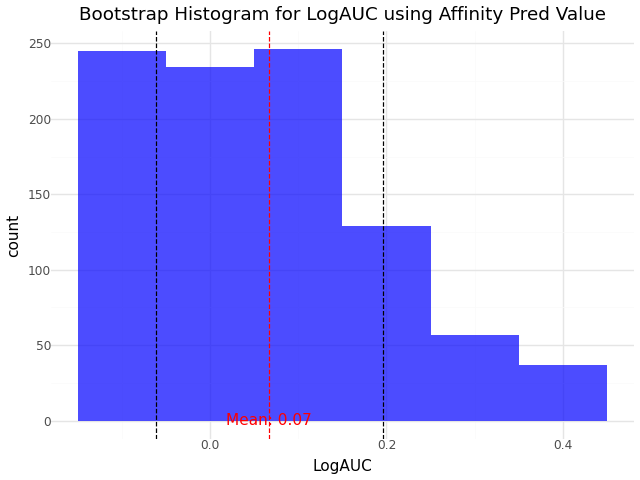 Bootstrap Histogram for LogAUC using Affinity Pred Value
250
200
150
100
50
0
count
Mean: 0.07
0.0
0.2
0.4
LogAUC